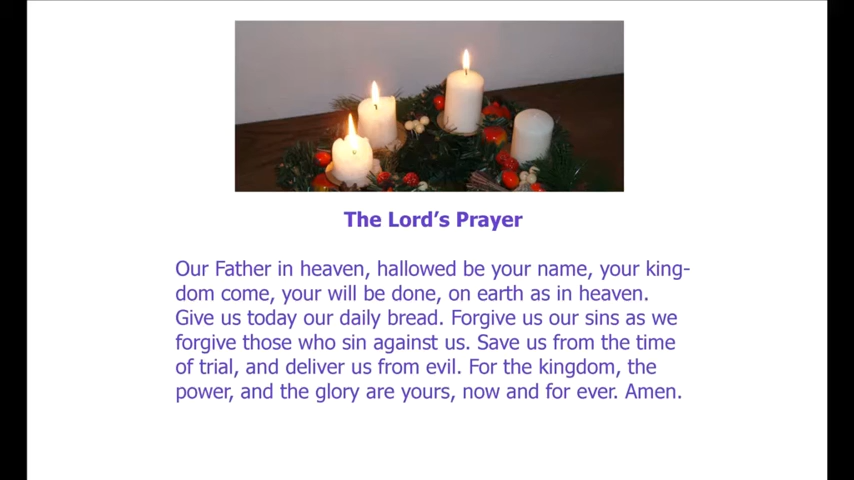 The Lord’s Prayer
Our Father in heaven, hallowed be your name, your king-
dom come, your will be done, on earth as in heaven.
Give us today our daily bread. Forgive us our sins as we
forgive those who sin against us. Save us from the time
of trial, and deliver us from evil. For the kingdom, the
power, and the glory are yours, now and for ever. Amen.